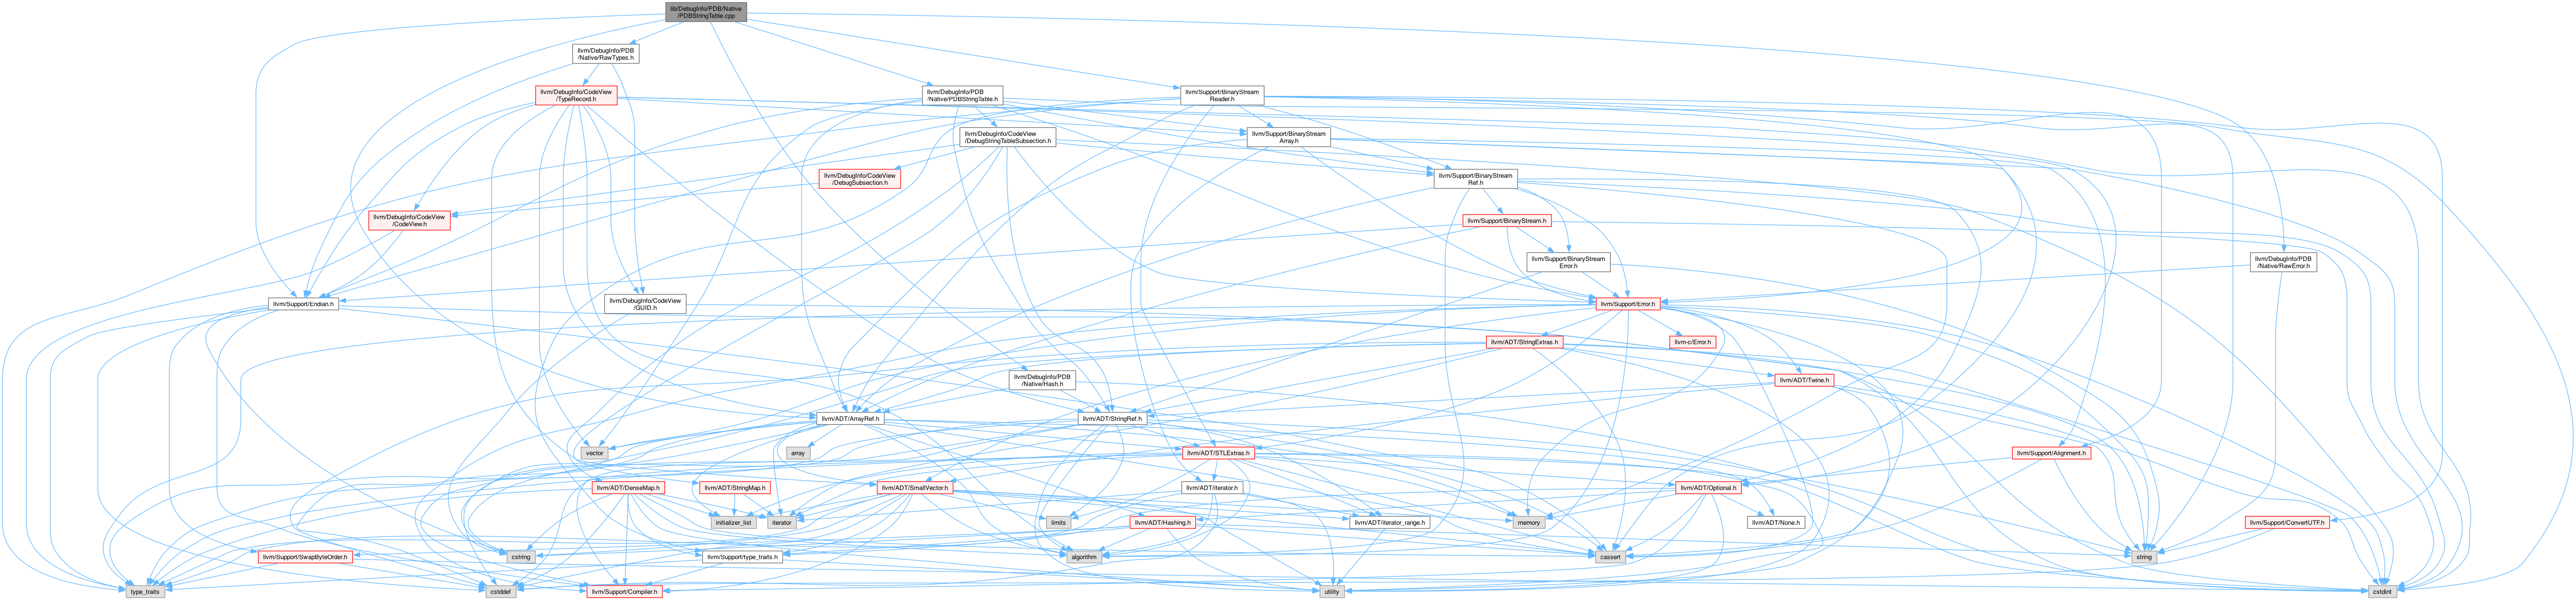 lib/DebugInfo/PDB/Native
/PDBStringTable.cpp
llvm/DebugInfo/PDB
/Native/RawTypes.h
llvm/DebugInfo/CodeView
/TypeRecord.h
llvm/DebugInfo/PDB
/Native/PDBStringTable.h
llvm/Support/BinaryStream
Reader.h
llvm/DebugInfo/CodeView
/DebugStringTableSubsection.h
llvm/Support/BinaryStream
Array.h
llvm/DebugInfo/CodeView
/DebugSubsection.h
llvm/Support/BinaryStream
Ref.h
llvm/DebugInfo/CodeView
/CodeView.h
llvm/Support/BinaryStream.h
llvm/Support/BinaryStream
Error.h
llvm/DebugInfo/PDB
/Native/RawError.h
llvm/Support/Endian.h
llvm/DebugInfo/CodeView
/GUID.h
llvm/Support/Error.h
llvm/ADT/StringExtras.h
llvm-c/Error.h
llvm/DebugInfo/PDB
/Native/Hash.h
llvm/ADT/Twine.h
llvm/ADT/ArrayRef.h
llvm/ADT/StringRef.h
vector
array
llvm/ADT/STLExtras.h
llvm/Support/Alignment.h
llvm/ADT/DenseMap.h
llvm/ADT/StringMap.h
llvm/ADT/SmallVector.h
llvm/ADT/iterator.h
llvm/ADT/Optional.h
initializer_list
iterator
limits
llvm/ADT/Hashing.h
memory
llvm/ADT/iterator_range.h
llvm/ADT/None.h
llvm/Support/ConvertUTF.h
llvm/Support/SwapByteOrder.h
cstring
llvm/Support/type_traits.h
algorithm
cassert
string
type_traits
cstddef
llvm/Support/Compiler.h
utility
cstdint